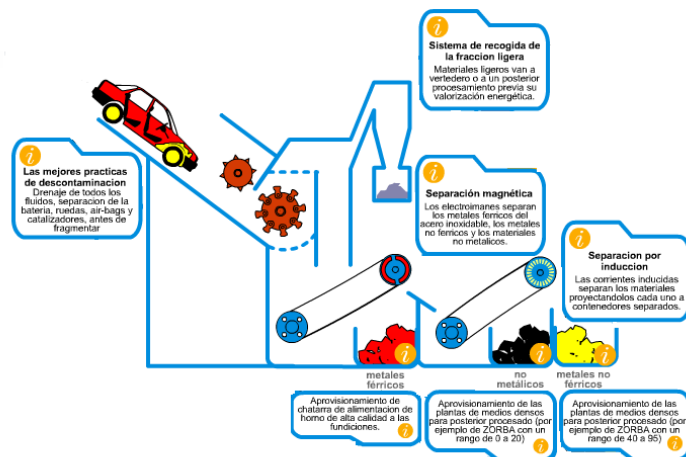 Sistema de recogida de
la fraccion ligera
Materiales ligeros van a
vertedero o a un posterior
procesamiento previa su
valorización energética.
Las mejores practicas
de descontaminacion
Drenaje de todos los
fluidos, separacion de la
bateria, ruedas, air-bags y
catalizadores, antes de
fragmentar
Separación magnética
Los electroimanes separan
los metales ferricos del
acero inoxidable, los metales
no ferricos y los materiales
no metalicos.
Separacion por
induccion
Las corrientes inducidas
separan los materiales
proyectandolos cada uno a
contenedores separados.
metales
férricos
no
metálicos
metales no
férricos
Aprovisionamiento de
chatarra de alimentacion de
horno de alta calidad a las
fundiciones.
Aprovisionamiento de las
plantas de medios densos
para posterior procesado (por
ejemplo de ZORBA con un
rango de 0 a 20)
Aprovisionamiento de las
plantas de medios densos
para posterior procesado (por
ejemplo de ZORBA con un
rango de 40 a 95)